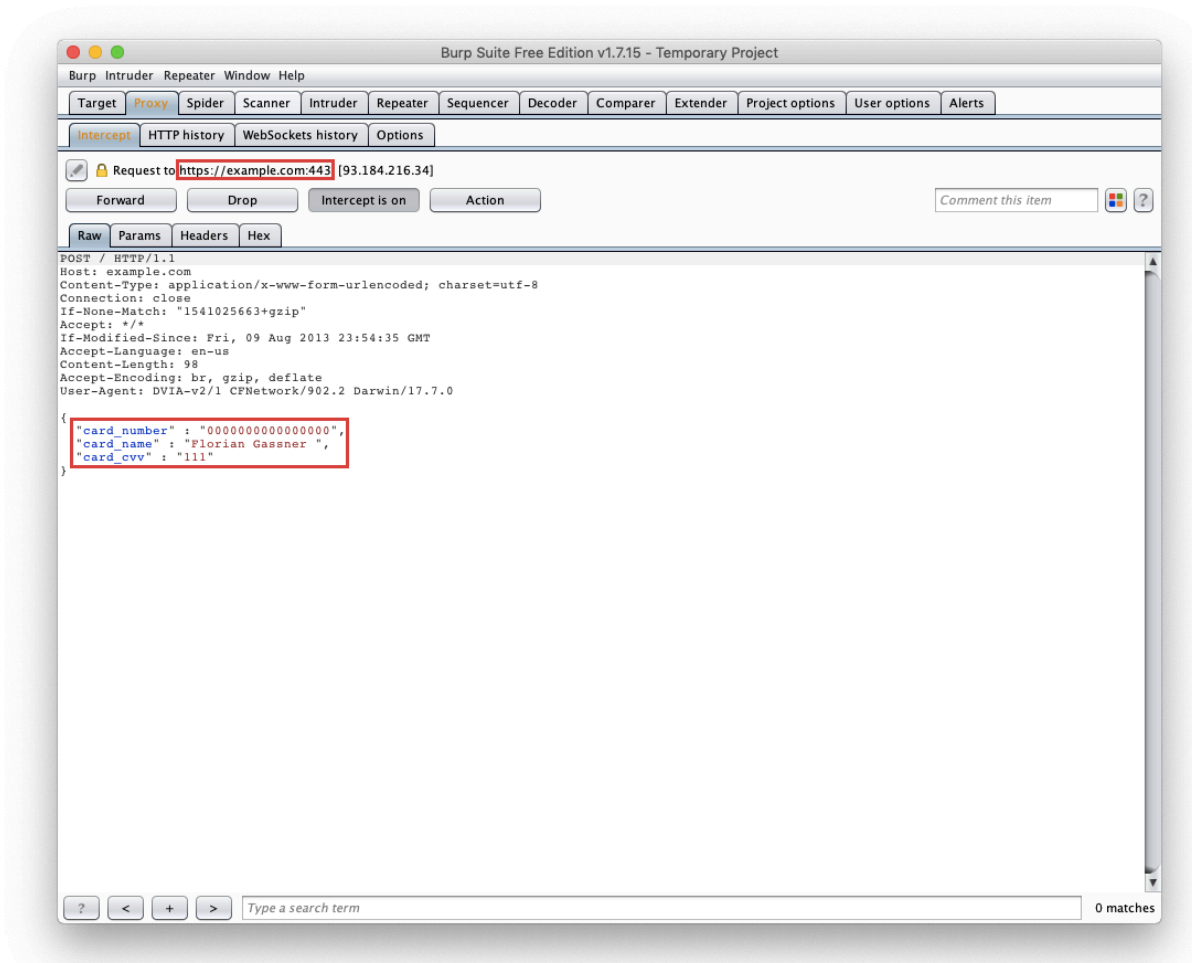 Burp Suite Free Edition v1.7.15 - Temporary Project
Burp Intruder Repeater Window Help
Target Proxy Spider Scanner Intruder Repeater Sequencer Decoder Comparer Extender Project options User options Alerts
Intercept HTTP history WebSockets history Options
Request to https://example.com:443 [93.184.216.34]
Forward Drop Intercept is on Action Comment this item ?
Raw Params Headers Hex
POST / HTTP/1.1
Host: example.com
Content-Type: application/x-www-form-urlencoded; charset=utf-8
Connection: close
If-None-Match: "1541025663+gzip"
Accept: */*
If-Modified-Since: Fri, 09 Aug 2013 23:54:35 GMT
Accept-Language: en-us
Content-Length: 98
Accept-Encoding: br, gzip, deflate
User-Agent: DVIA-v2/1 CFNetwork/902.2 Darwin/17.7.0
{
"card_number" : "0000000000000000",
"card_name" : "Florian Gassner ",
"card_cvv" : "111"
}
? < + > Type a search term 0 matches